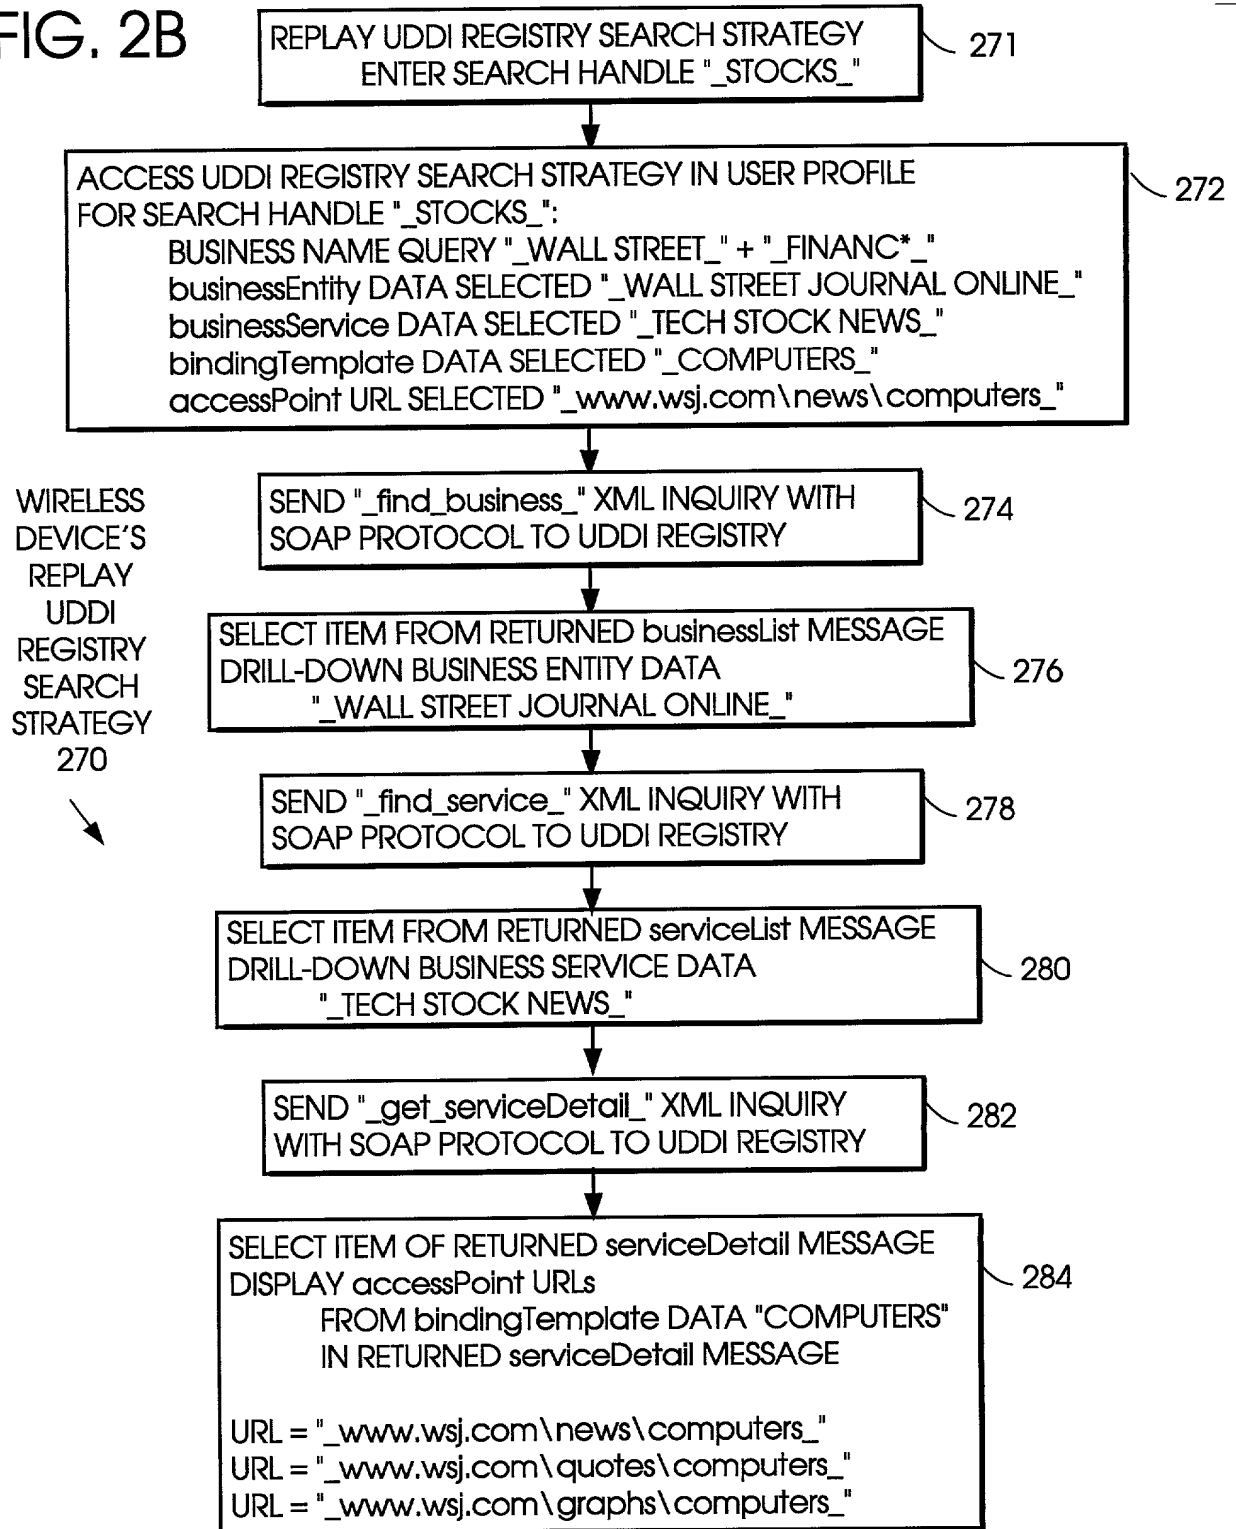 FIG. 2B
REPLAY UDDI REGISTRY SEARCH STRATEGY
ENTER SEARCH HANDLE "_STOCKS_"
271
ACCESS UDDI REGISTRY SEARCH STRATEGY IN USER PROFILE
FOR SEARCH HANDLE "_STOCKS_":
BUSINESS NAME QUERY "_WALL STREET_" + "_FINANC*_"
businessEntity DATA SELECTED "_WALL STREET JOURNAL ONLINE_"
businessService DATA SELECTED "_TECH STOCK NEWS_"
bindingTemplate DATA SELECTED "_COMPUTERS_"
accessPoint URL SELECTED "_www.wsj.com\news\computers_"
272
WIRELESS
DEVICE'S
REPLAY
UDDI
REGISTRY
SEARCH
STRATEGY
270
SEND "_find_business_" XML INQUIRY WITH
SOAP PROTOCOL TO UDDI REGISTRY
274
SELECT ITEM FROM RETURNED businessList MESSAGE
DRILL-DOWN BUSINESS ENTITY DATA
"_WALL STREET JOURNAL ONLINE_"
276
SEND "_find_service_" XML INQUIRY WITH
SOAP PROTOCOL TO UDDI REGISTRY
278
SELECT ITEM FROM RETURNED serviceList MESSAGE
DRILL-DOWN BUSINESS SERVICE DATA
"_TECH STOCK NEWS_"
280
SEND "_get_serviceDetail_" XML INQUIRY
WITH SOAP PROTOCOL TO UDDI REGISTRY
282
SELECT ITEM OF RETURNED serviceDetail MESSAGE
DISPLAY accessPoint URLs
FROM bindingTemplate DATA "COMPUTERS"
IN RETURNED serviceDetail MESSAGE
284
URL = "_www.wsj.com\news\computers_"
URL = "_www.wsj.com\quotes\computers_"
URL = "_www.wsj.com\graphs\computers_"